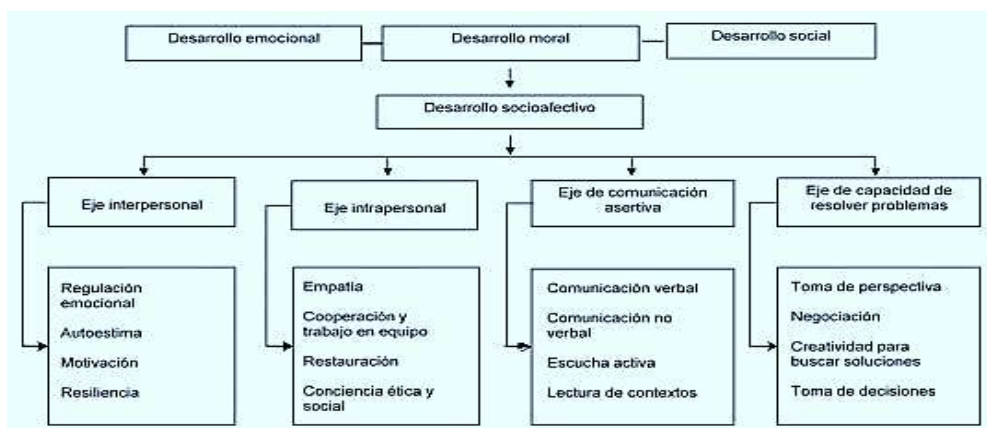 Desarrollo emocional
Desarrollo moral
Desarrollo social
Desarrollo socioafectivo
Eje interpersonal
Eje intrapersonal
Eje de comunicación
asertiva
Eje de capacidad de
resolver problemas
Regulación
emocional
Autoestima
Motivación
Resiliencia
Empatía
Cooperación y
trabajo en equipo
Restauración
Conciencia ética y
social
Comunicación verbal
Comunicación no
verbal
Escucha activa
Lectura de contextos
Toma de perspectiva
Negociación
Creatividad para
buscar soluciones
Toma de decisiones